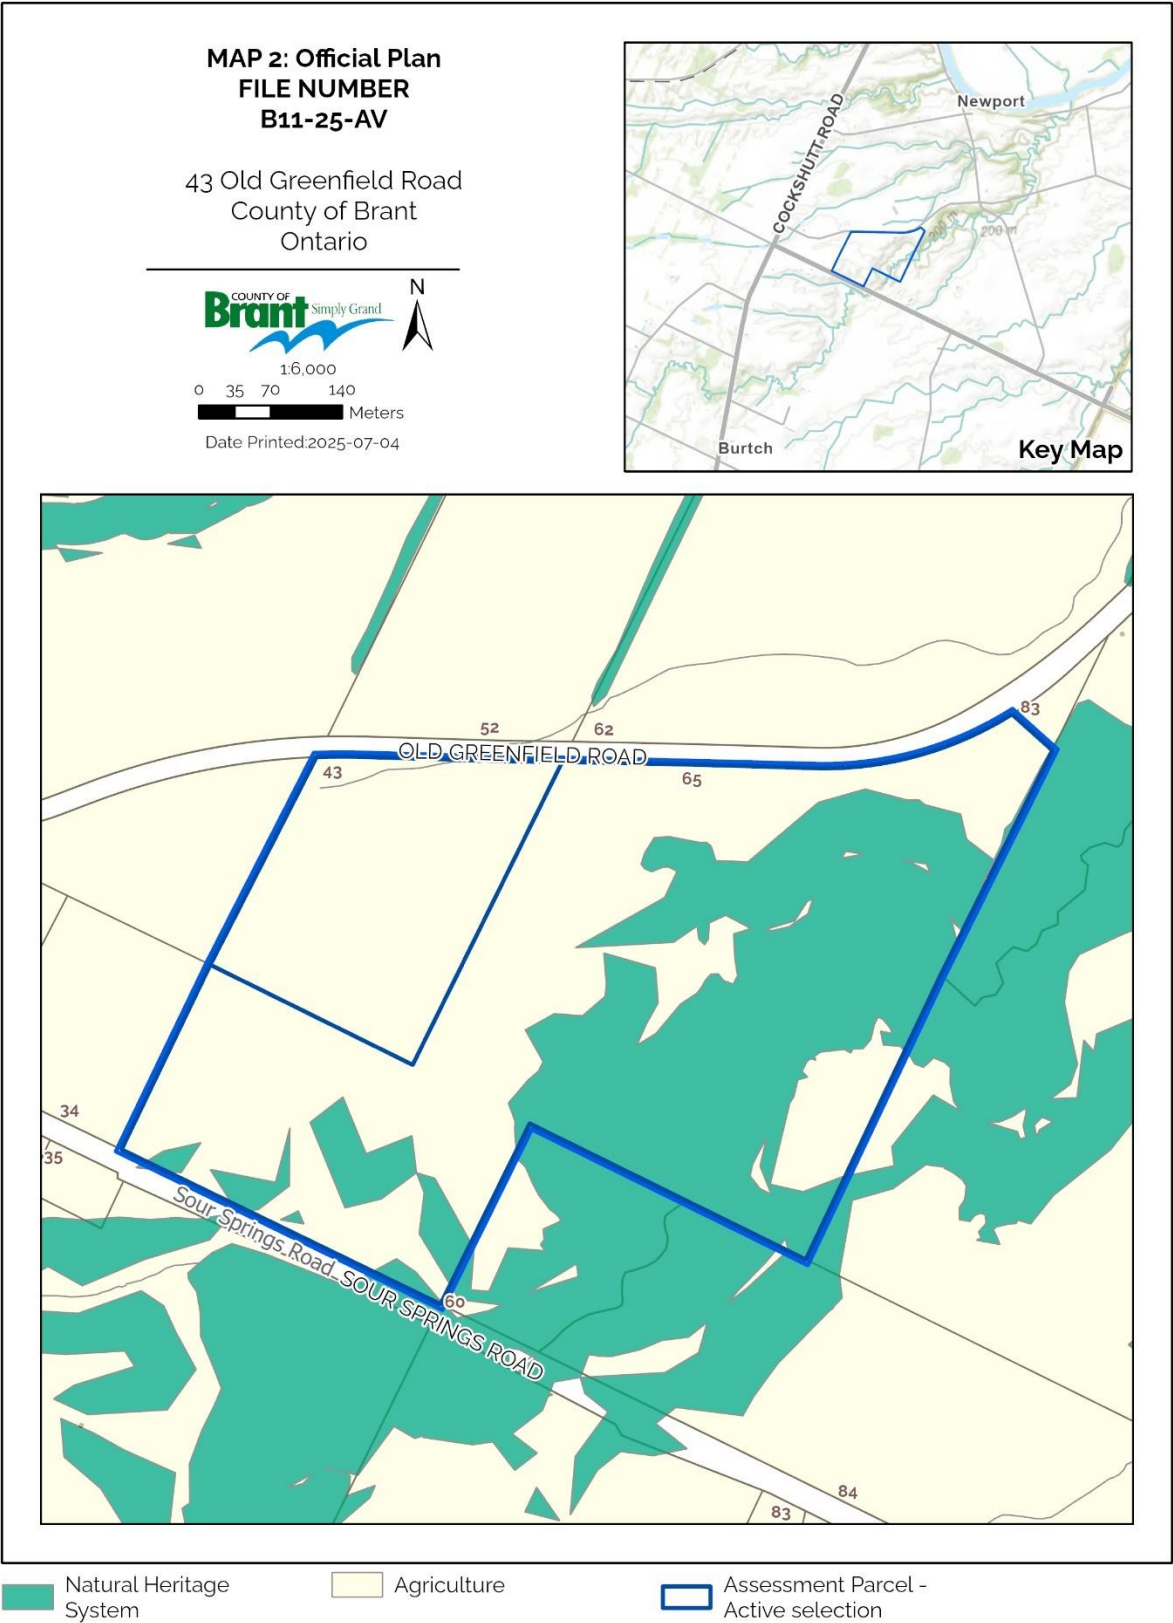 MAP 2: Official Plan
FILE NUMBER
B11-25-AV
43 Old Greenfield Road
County of Brant
Ontario
COUNTY OF
Brant Simply Grand
N
1:6,000
0 35 70 140
Meters
Date Printed:2025-07-04
Newport
COCKSHUTT ROAD
200 m
200 m
Burtch
Key Map
83
52
62
OLD GREENFIELD ROAD
43
65
34
35
Sour Springs Road
60
SOUR SPRINGS ROAD
84
83
Natural Heritage
System
Agriculture
Assessment Parcel -
Active selection